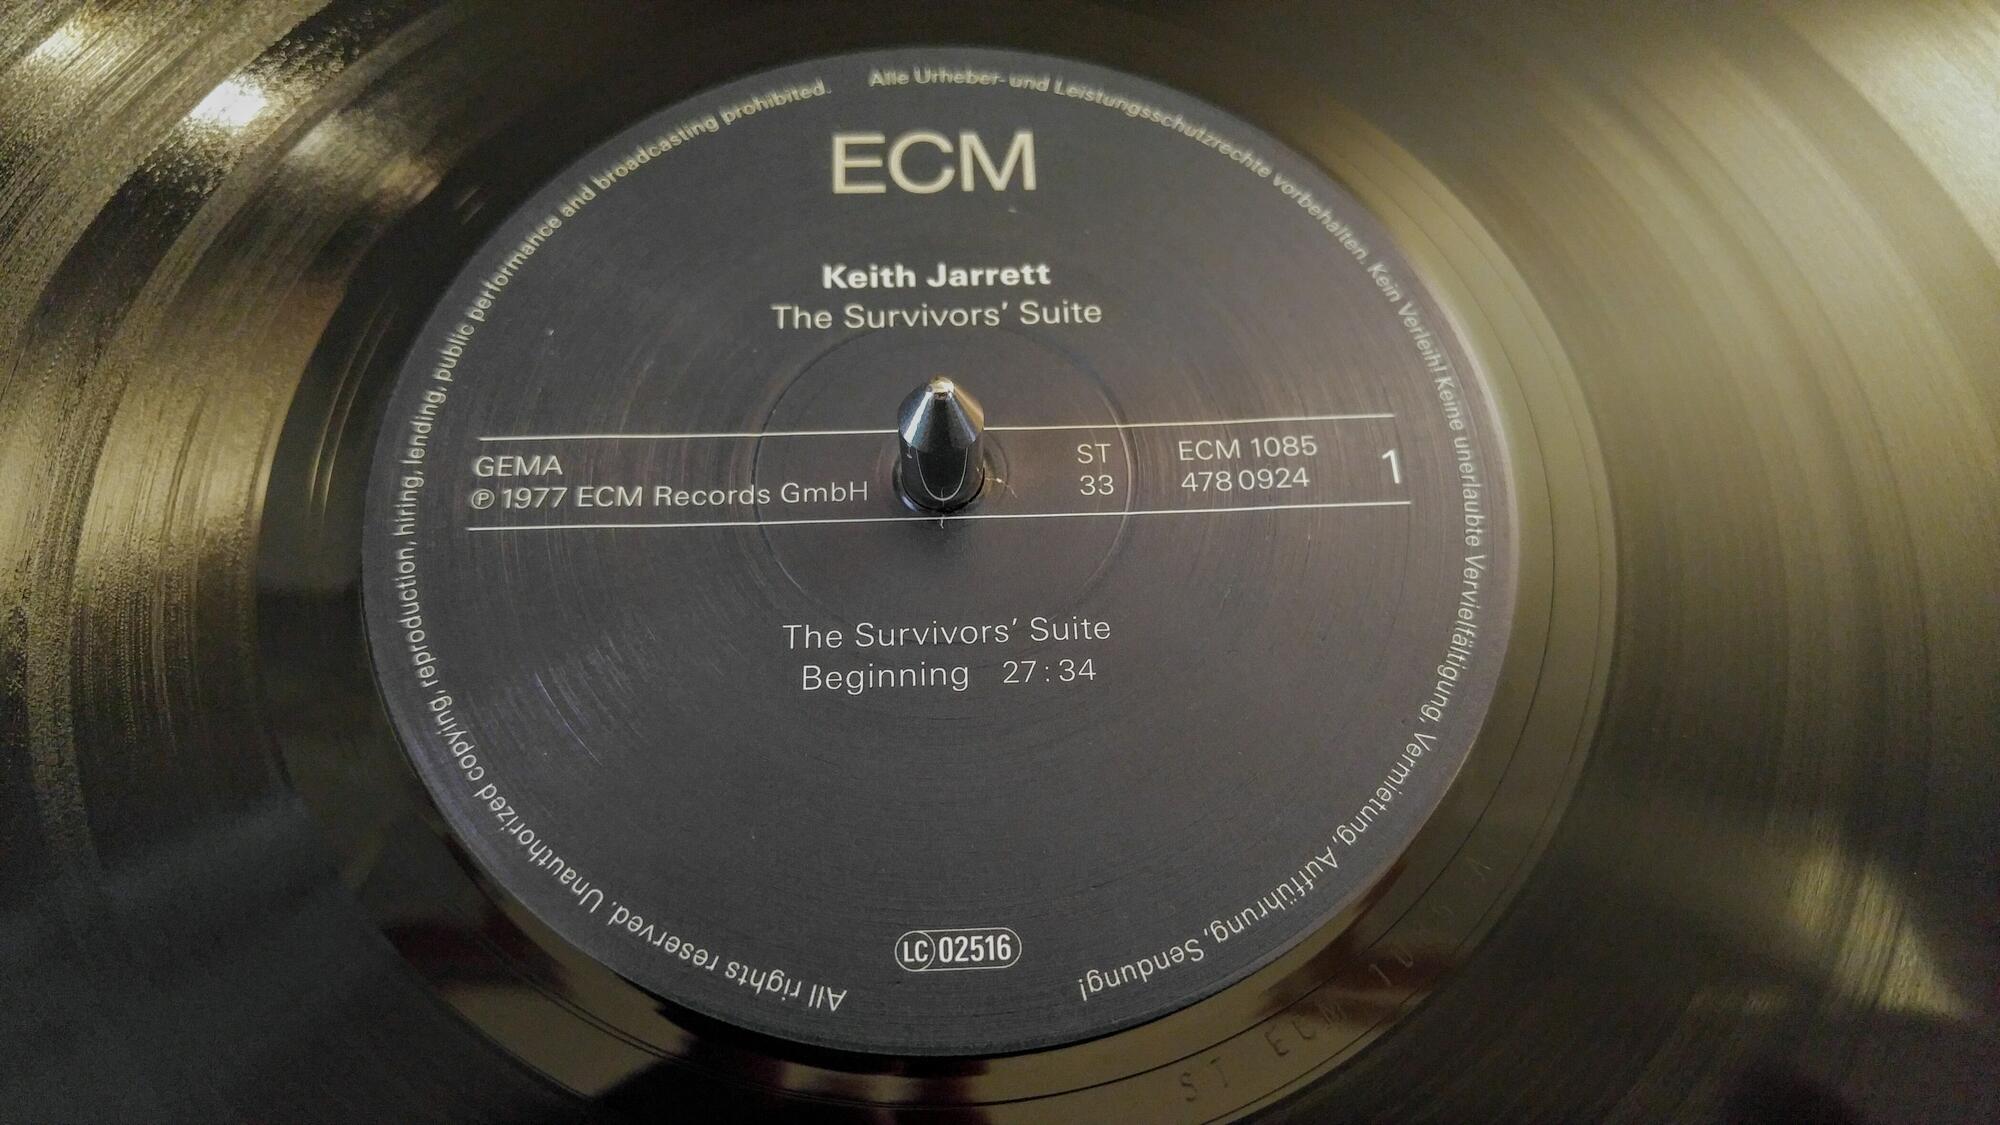 ECM
Keith Jarrett
The Survivors' Suite
GEMA
℗ 1977 ECM Records GmbH
ST
33
ECM 1085
478 0924
1
The Survivors' Suite
Beginning 27:34
LC 02516
All rights reserved. Unauthorized copying, reproduction, hiring, lending, public performance and broadcasting prohibited.
Alle Urheber- und Leistungsschutzrechte vorbehalten. Kein Verleih! Keine unerlaubte Vervielfältigung, Vermietung, Aufführung, Sendung!
ST ECM